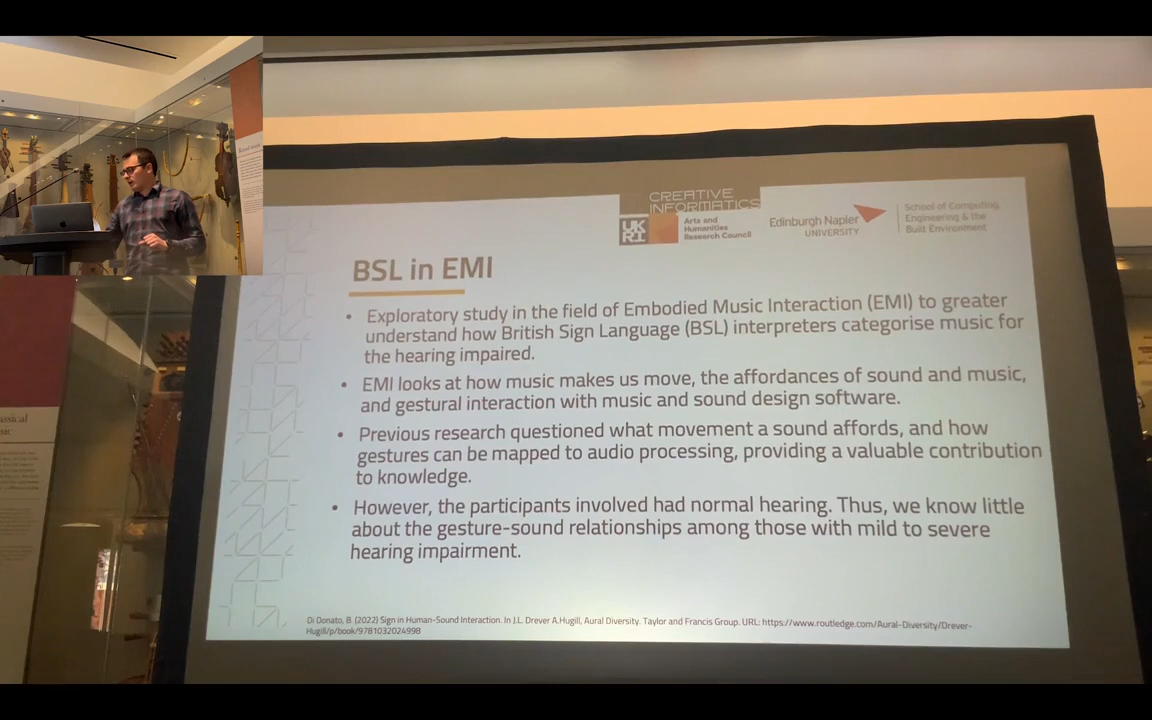 CREATIVE
INFORMATICS
UKRI
Arts and
Humanities
Research Council
Edinburgh Napier
UNIVERSITY
School of Computing,
Engineering & the
Built Environment
BSL in EMI
• Exploratory study in the field of Embodied Music Interaction (EMI) to greater
understand how British Sign Language (BSL) interpreters categorise music for
the hearing impaired.
• EMI looks at how music makes us move, the affordances of sound and music,
and gestural interaction with music and sound design software.
• Previous research questioned what movement a sound affords, and how
gestures can be mapped to audio processing, providing a valuable contribution
to knowledge.
• However, the participants involved had normal hearing. Thus, we know little
about the gesture-sound relationships among those with mild to severe
hearing impairment.
Di Donato, B. (2022) Sign in Human-Sound Interaction. In J.L. Drever A.Hugill, Aural Diversity. Taylor and Francis Group. URL: https://www.routledge.com/Aural-Diversity/Drever-
Hugill/p/book/9781032024998